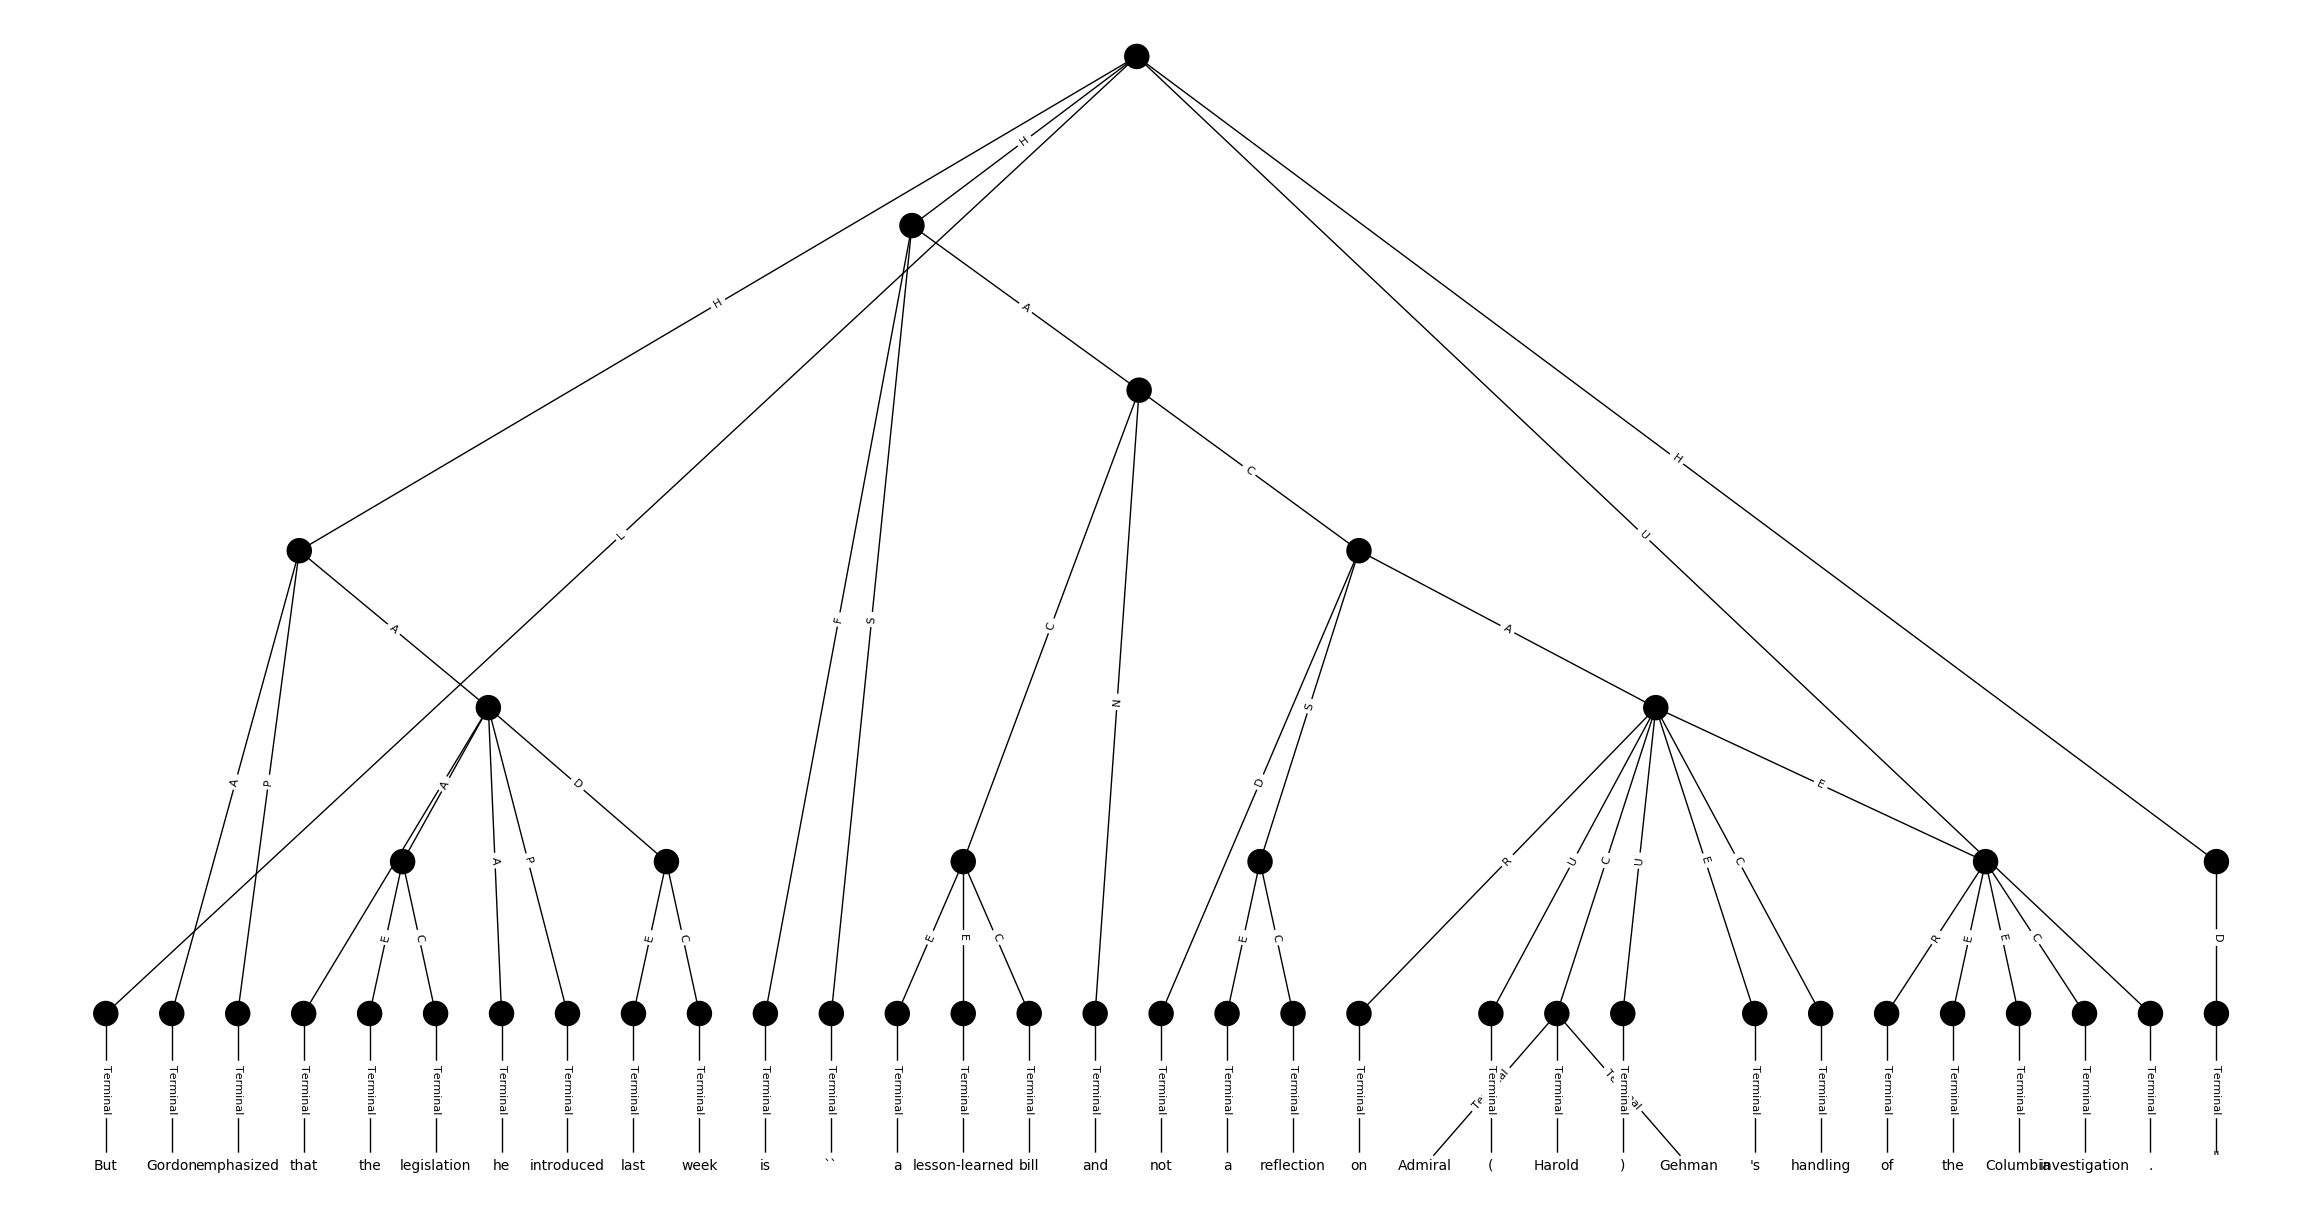 H
H
A
L
A
C
H
U
F
S
C
A
A
N
S
A
P
A
D
D
E
A
P
R
U
C
U
E
C
E
C
E
C
E
E
C
E
C
R
E
E
C
D
Terminal Terminal Terminal Terminal Terminal Terminal Terminal Terminal Terminal Terminal Terminal Terminal Terminal Terminal Terminal Terminal Terminal Terminal Terminal Terminal Terminal Terminal Terminal Terminal Terminal Terminal Terminal Terminal Terminal Terminal Terminal
But Gordon emphasized that the legislation he introduced last week is `` a lesson-learned bill and not a reflection on Admiral ( Harold ) Gehman 's handling of the Columbia investigation . "